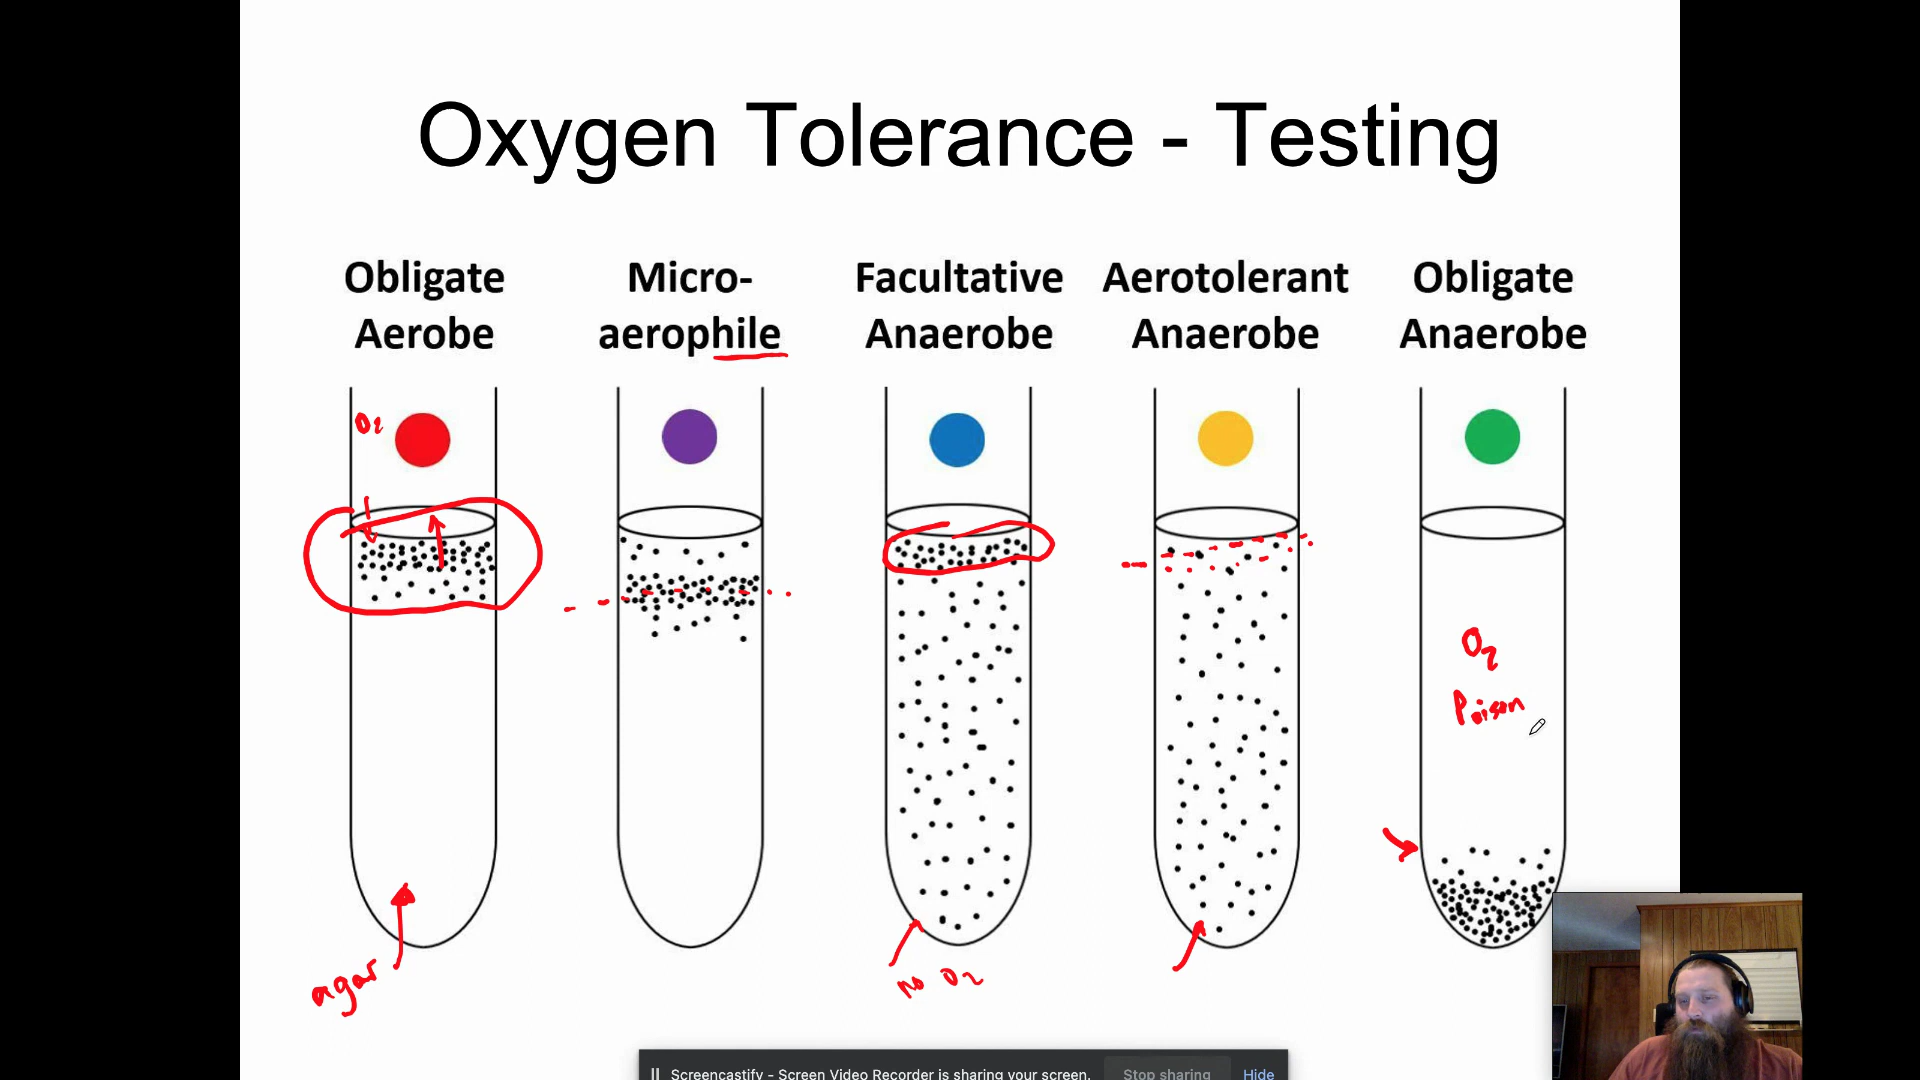 Oxygen Tolerance - Testing
Obligate
Aerobe
Micro-
aerophile
Facultative
Anaerobe
Aerotolerant
Anaerobe
Obligate
Anaerobe
O2
O2
Poison
agar
no O2
Screencastify - Screen Video Recorder is sharing your screen.
Stop sharing
Hide